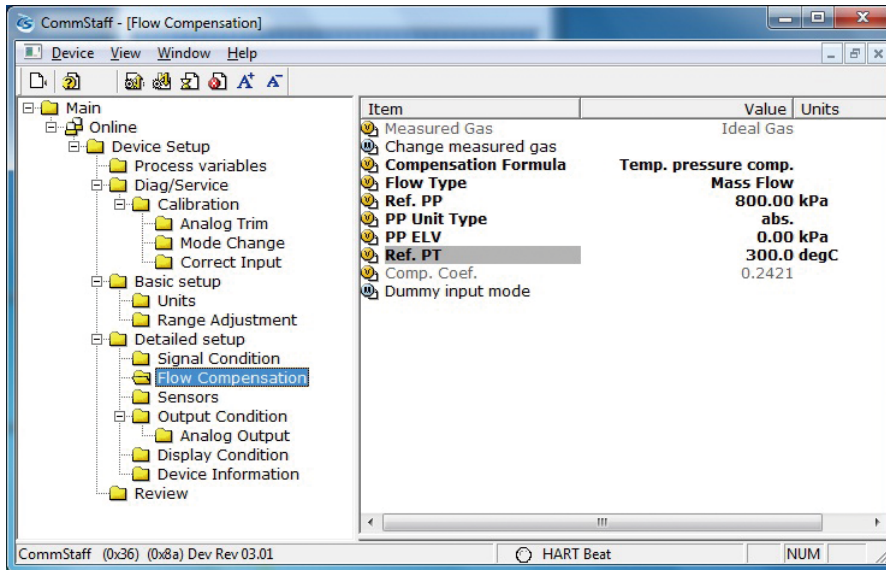 CommStaff - [Flow Compensation]
Device View Window Help
Main
Online
Device Setup
Process variables
Diag/Service
Calibration
Analog Trim
Mode Change
Correct Input
Basic setup
Units
Range Adjustment
Detailed setup
Signal Condition
Flow Compensation
Sensors
Output Condition
Analog Output
Display Condition
Device Information
Review
Item Value Units
Measured Gas Ideal Gas
Change measured gas
Compensation Formula Temp. pressure comp.
Flow Type Mass Flow
Ref. PP 800.00 kPa
PP Unit Type abs.
PP ELV 0.00 kPa
Ref. PT 300.0 degC
Comp. Coef. 0.2421
Dummy input mode
CommStaff (0x36) (0x8a) Dev Rev 03.01 HART Beat NUM